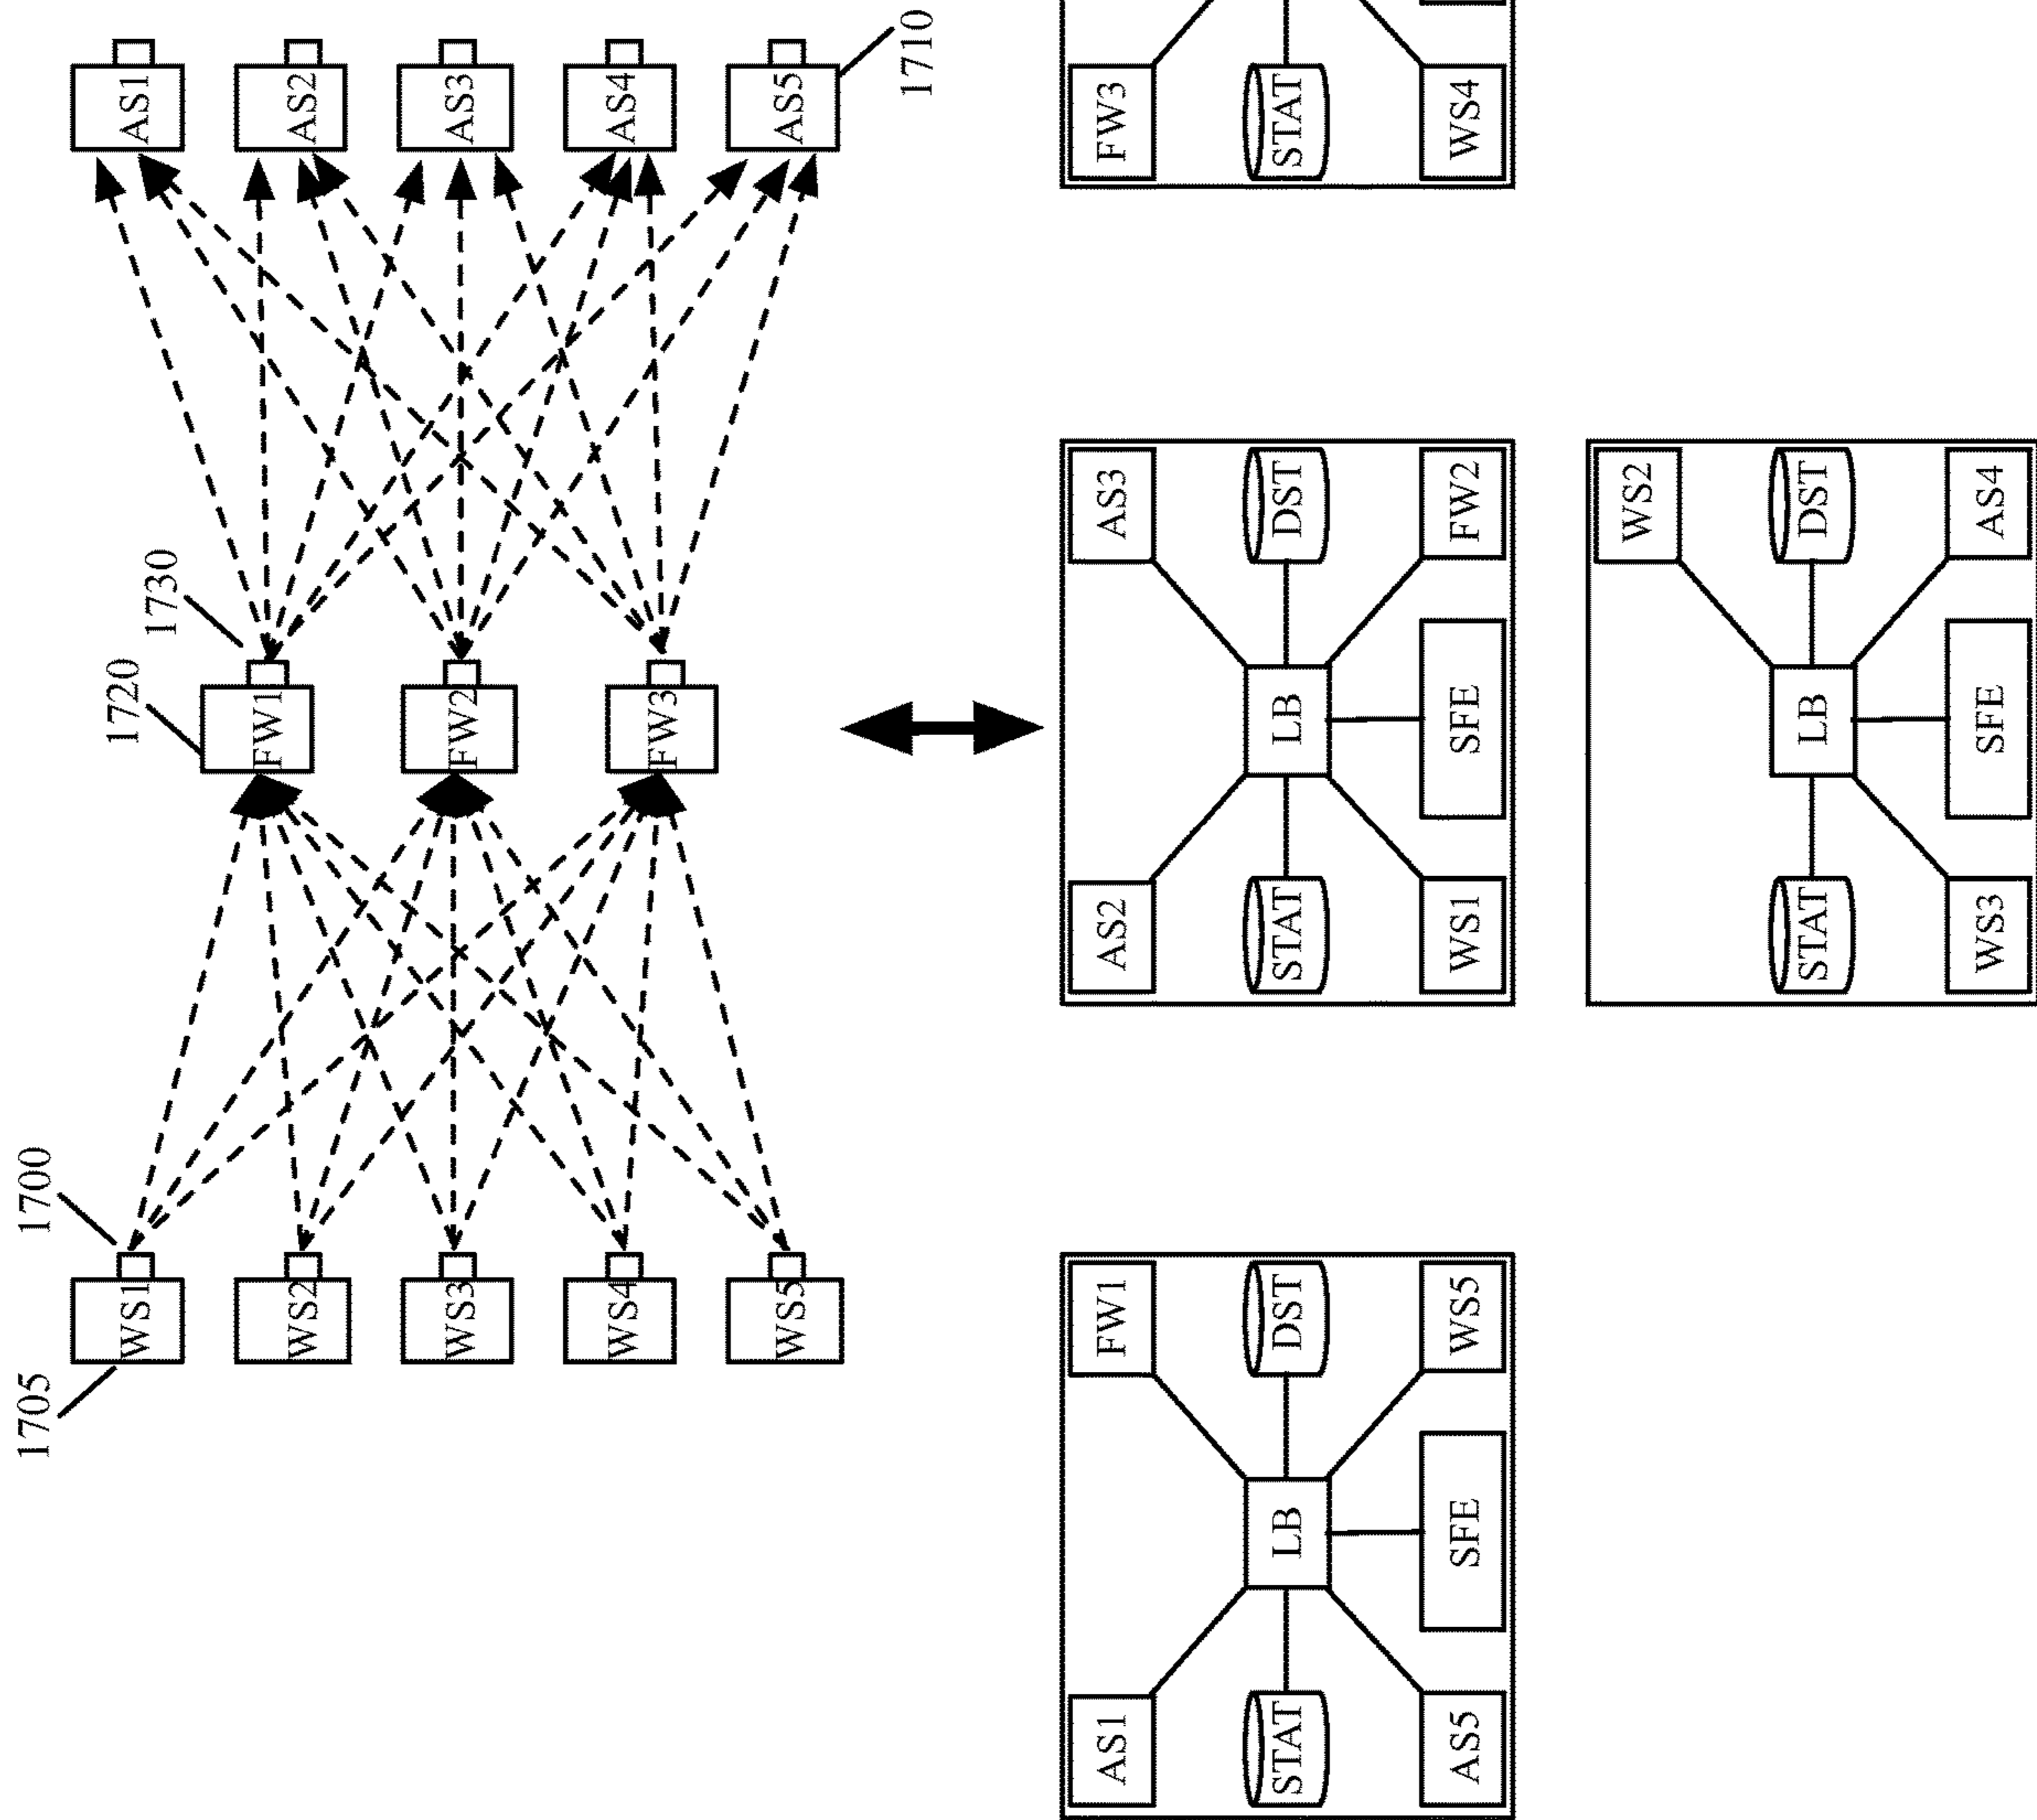 1705
1700
1720
1730
1710
WS1
WS2
WS3
WS4
WS5
FW1
FW2
FW3
AS1
AS2
AS3
AS4
AS5
AS1
FW1
STAT
LB
DST
AS5
SFE
WS5
AS2
AS3
STAT
LB
DST
WS1
SFE
FW2
FW3
STAT
WS4
WS2
STAT
LB
DST
WS3
SFE
AS4